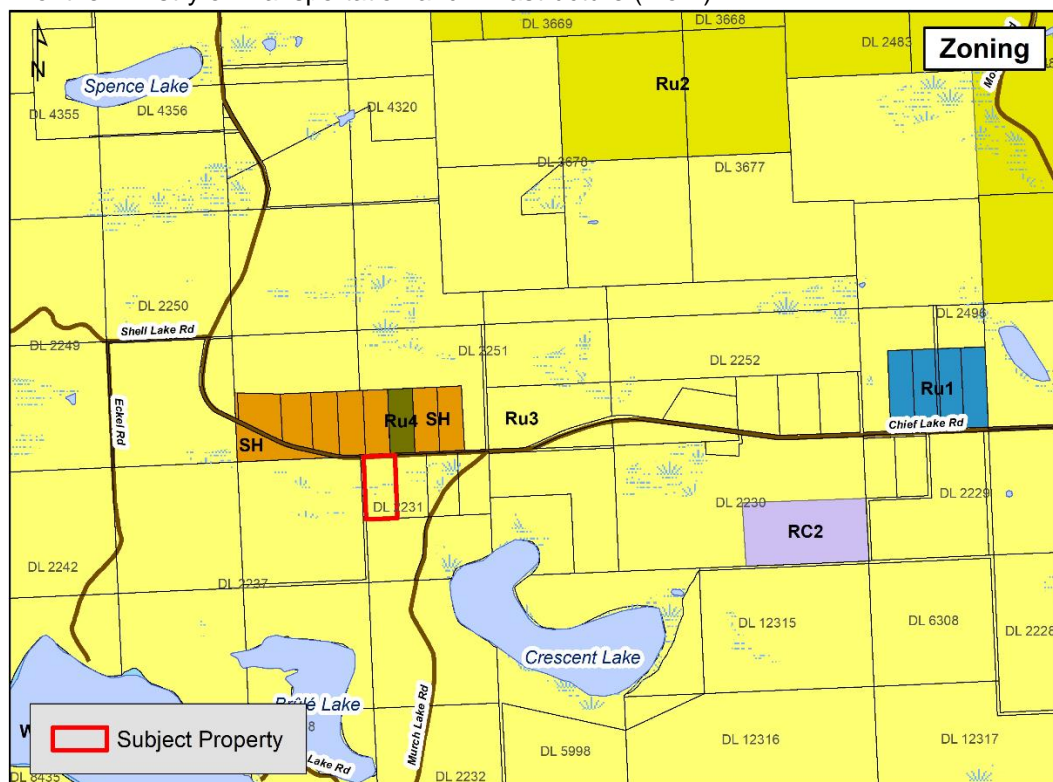 Zoning
N
DL 3669
DL 3668
DL 2483
Spence Lake
Ru2
DL 4355
DL 4356
DL 4320
DL 3678
DL 3677
DL 2250
Shell Lake Rd
DL 2249
DL 2251
DL 2252
DL 2496
Eckel Rd
SH
Ru4
SH
Ru3
Ru1
Chief Lake Rd
DL 2231
DL 2230
DL 2229
RC2
DL 2242
DL 2237
DL 12315
DL 6308
DL 2228
Crescent Lake
Brûlé Lake
Murch Lake Rd
Subject Property
Lake Rd
DL 8435
DL 2232
DL 5998
DL 12316
DL 12317